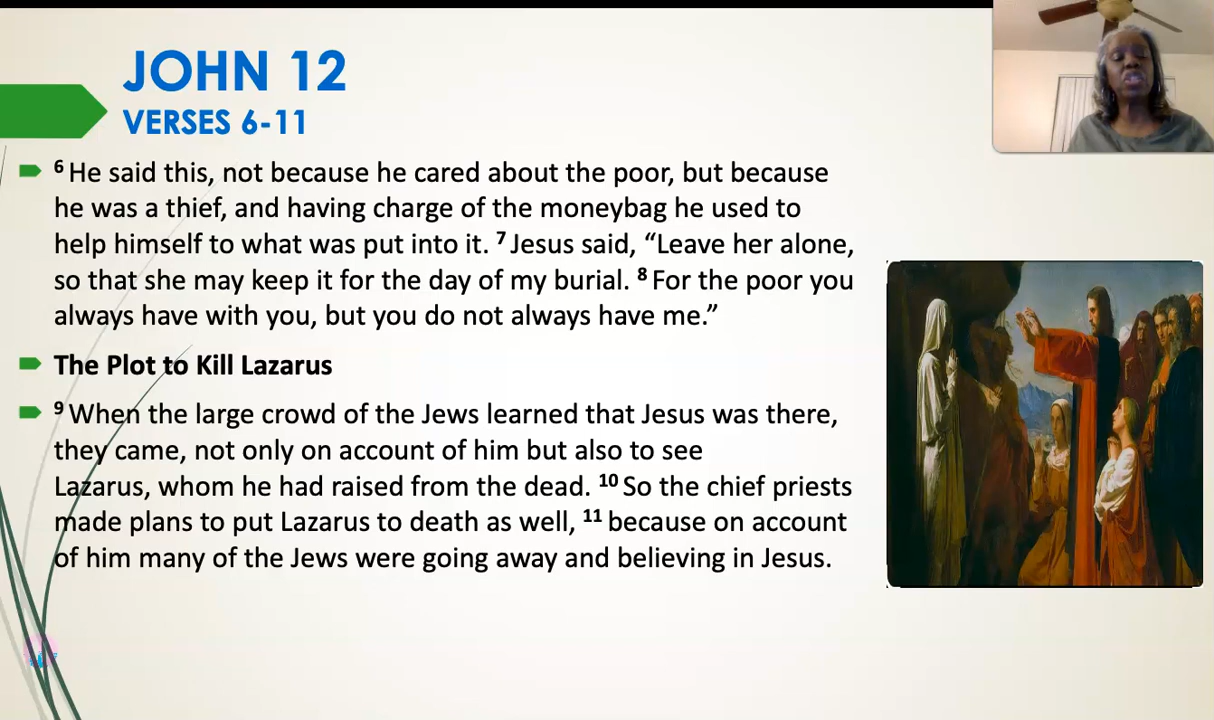 JOHN 12
VERSES 6-11
6 He said this, not because he cared about the poor, but because
he was a thief, and having charge of the moneybag he used to
help himself to what was put into it. 7 Jesus said, “Leave her alone,
so that she may keep it for the day of my burial. 8 For the poor you
always have with you, but you do not always have me.”
The Plot to Kill Lazarus
9 When the large crowd of the Jews learned that Jesus was there,
they came, not only on account of him but also to see
Lazarus, whom he had raised from the dead. 10 So the chief priests
made plans to put Lazarus to death as well, 11 because on account
of him many of the Jews were going away and believing in Jesus.